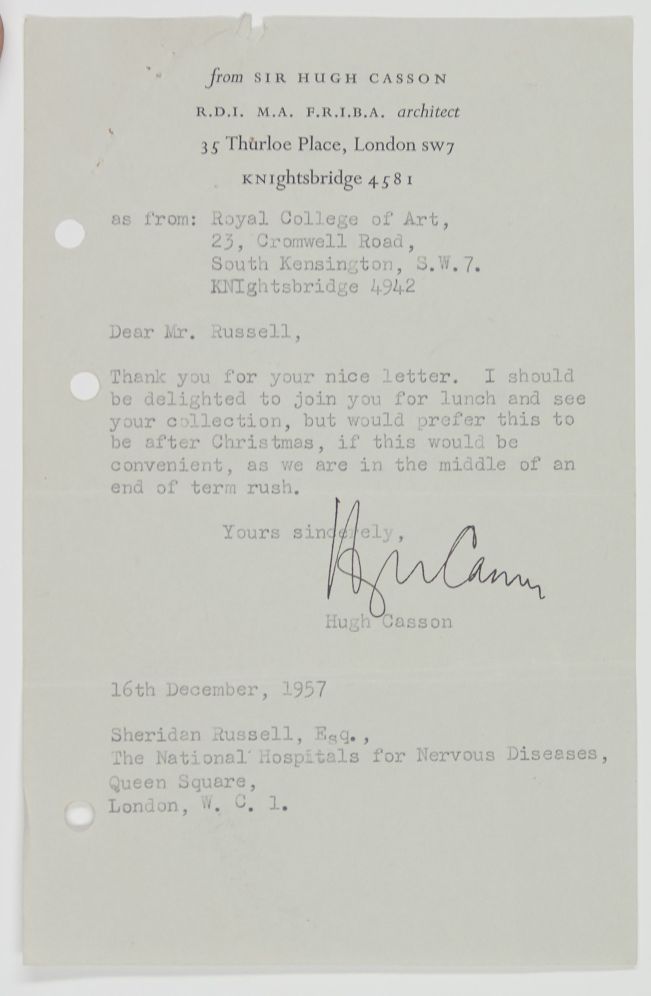 from SIR HUGH CASSON
R.D.I. M.A. F.R.I.B.A. architect
35 Thurloe Place, London SW7
KNIghtsbridge 4581
as from: Royal College of Art,
23, Cromwell Road,
South Kensington, S.W.7.
KNIghtsbridge 4942
Dear Mr. Russell,
Thank you for your nice letter. I should
be delighted to join you for lunch and see
your collection, but would prefer this to
be after Christmas, if this would be
convenient, as we are in the middle of an
end of term rush.
Yours sincerely,
Hugh Casson
Hugh Casson
16th December, 1957
Sheridan Russell, Esq.,
The National Hospitals for Nervous Diseases,
Queen Square,
London, W. C. 1.